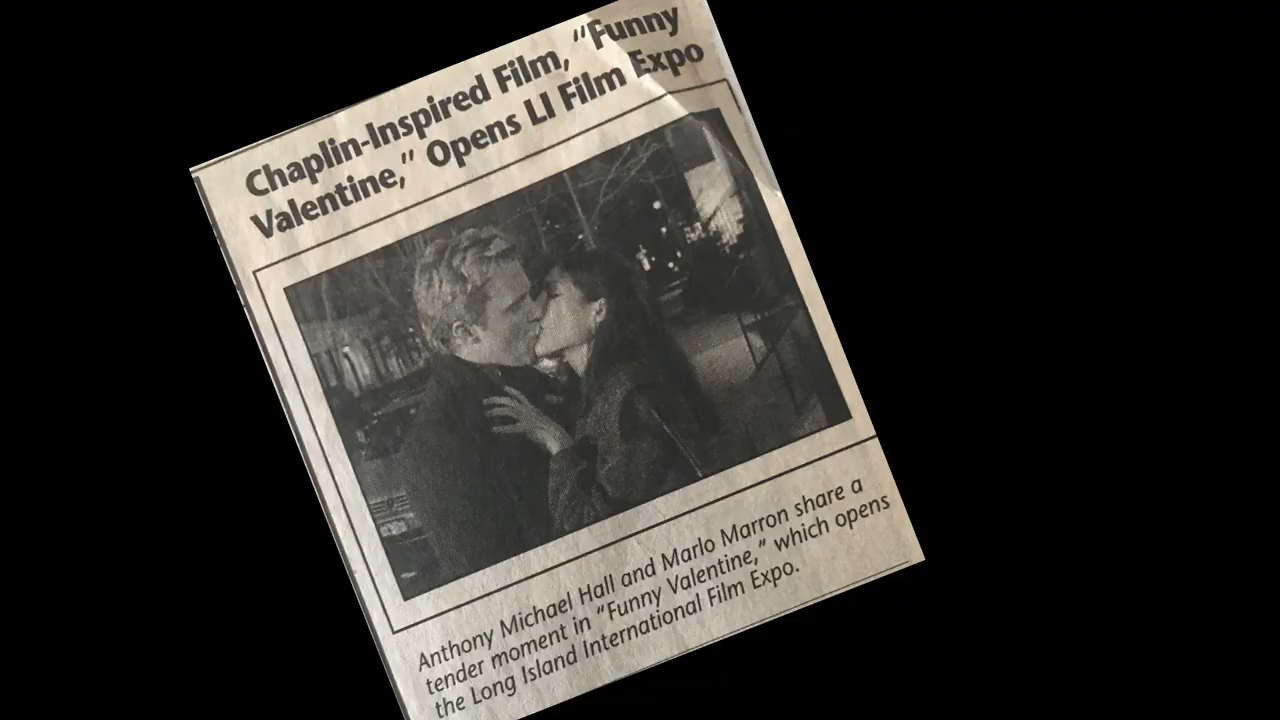 Chaplin-Inspired Film, “Funny
Valentine,” Opens LI Film Expo
Anthony Michael Hall and Marlo Marron share a
tender moment in “Funny Valentine,” which opens
the Long Island International Film Expo.